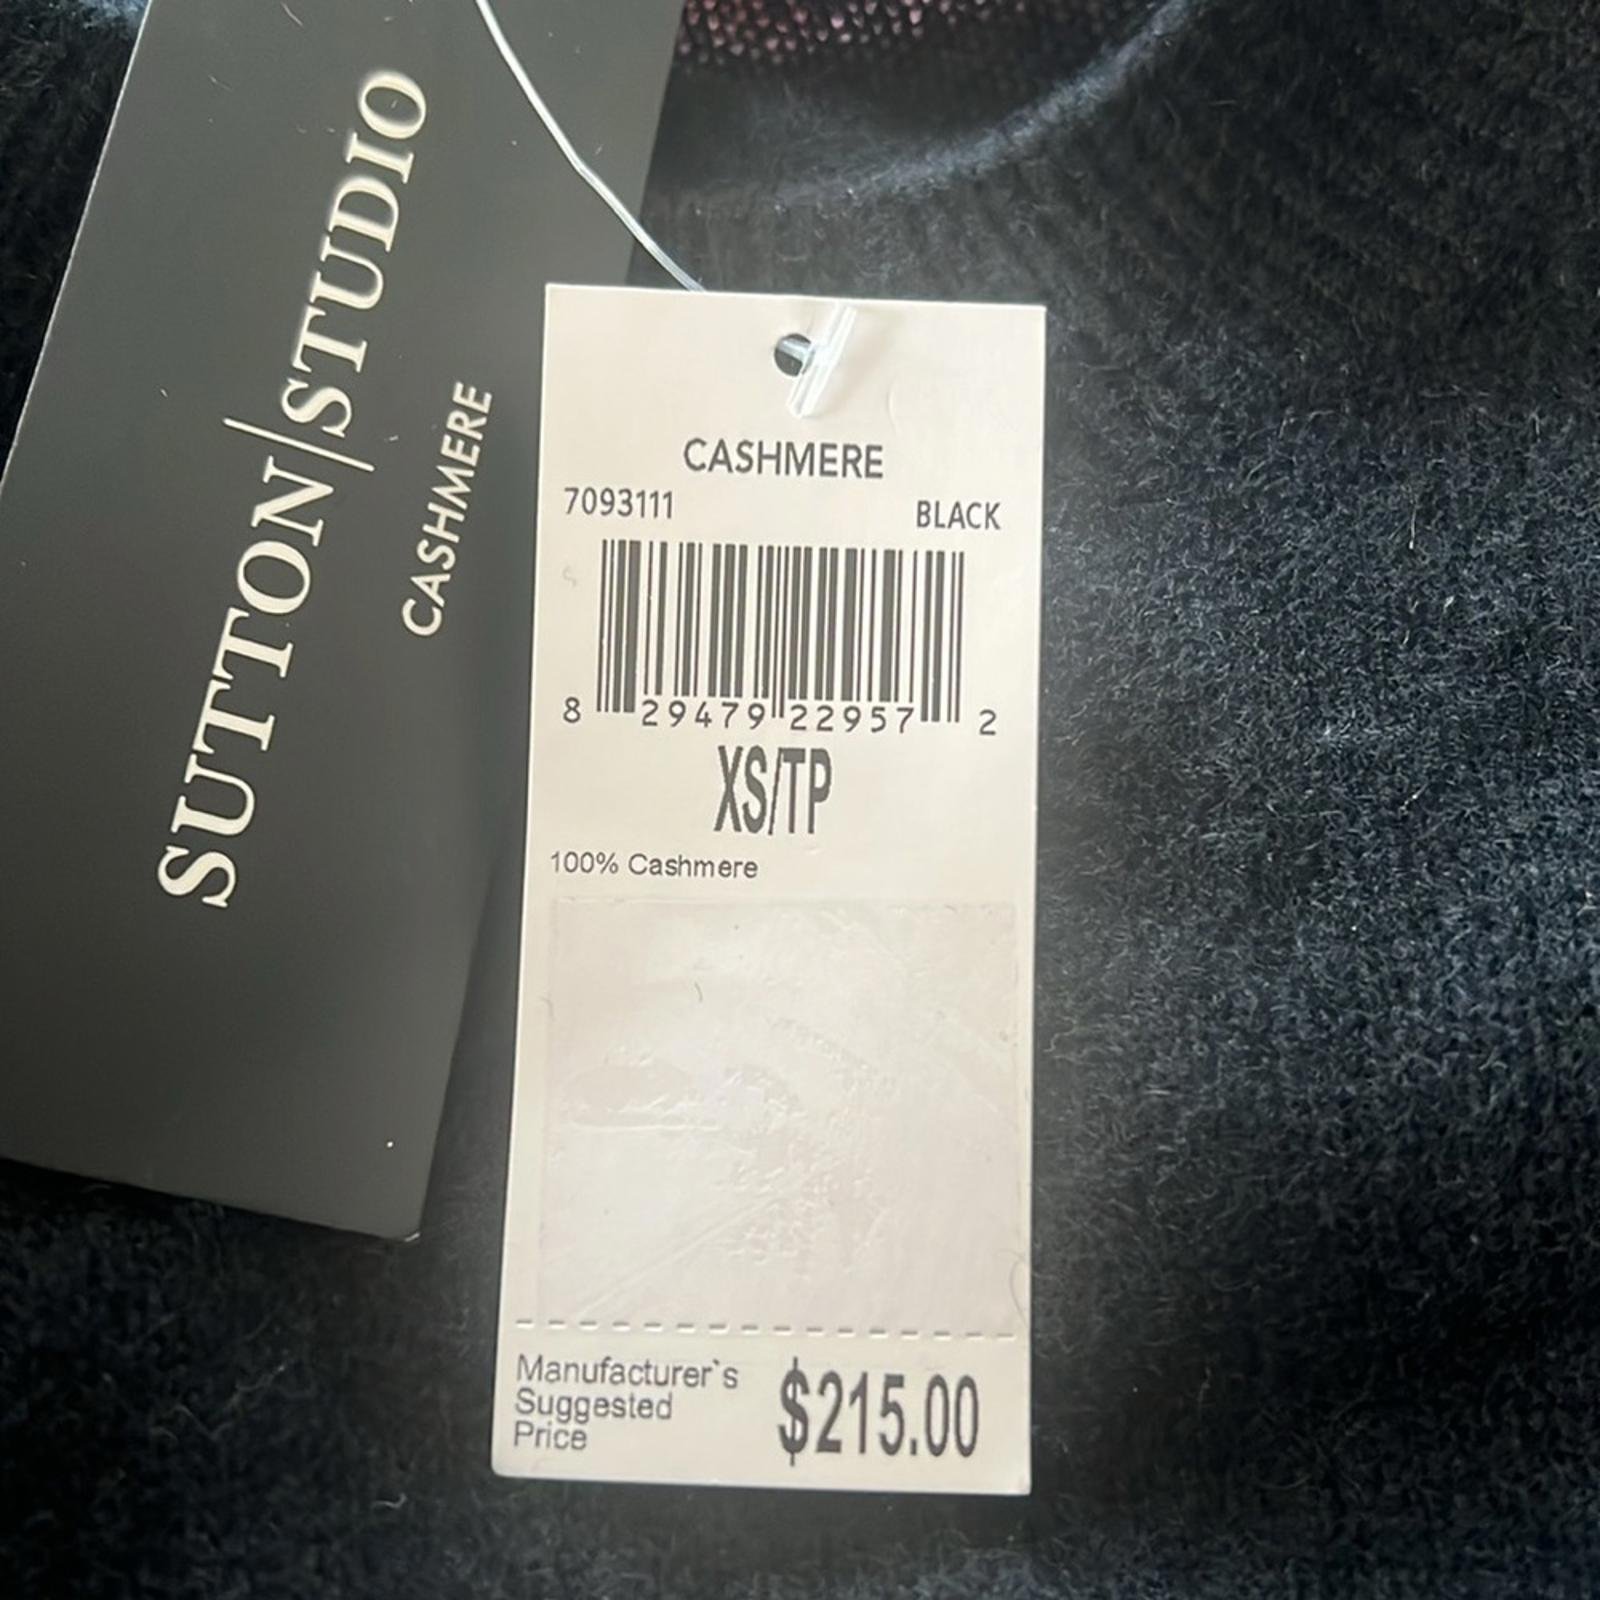 SUTTON|STUDIO
CASHMERE
CASHMERE
7093111 BLACK
8 29479 22957 2
XS/TP
100% Cashmere
Manufacturer`s
Suggested
Price
$215.00